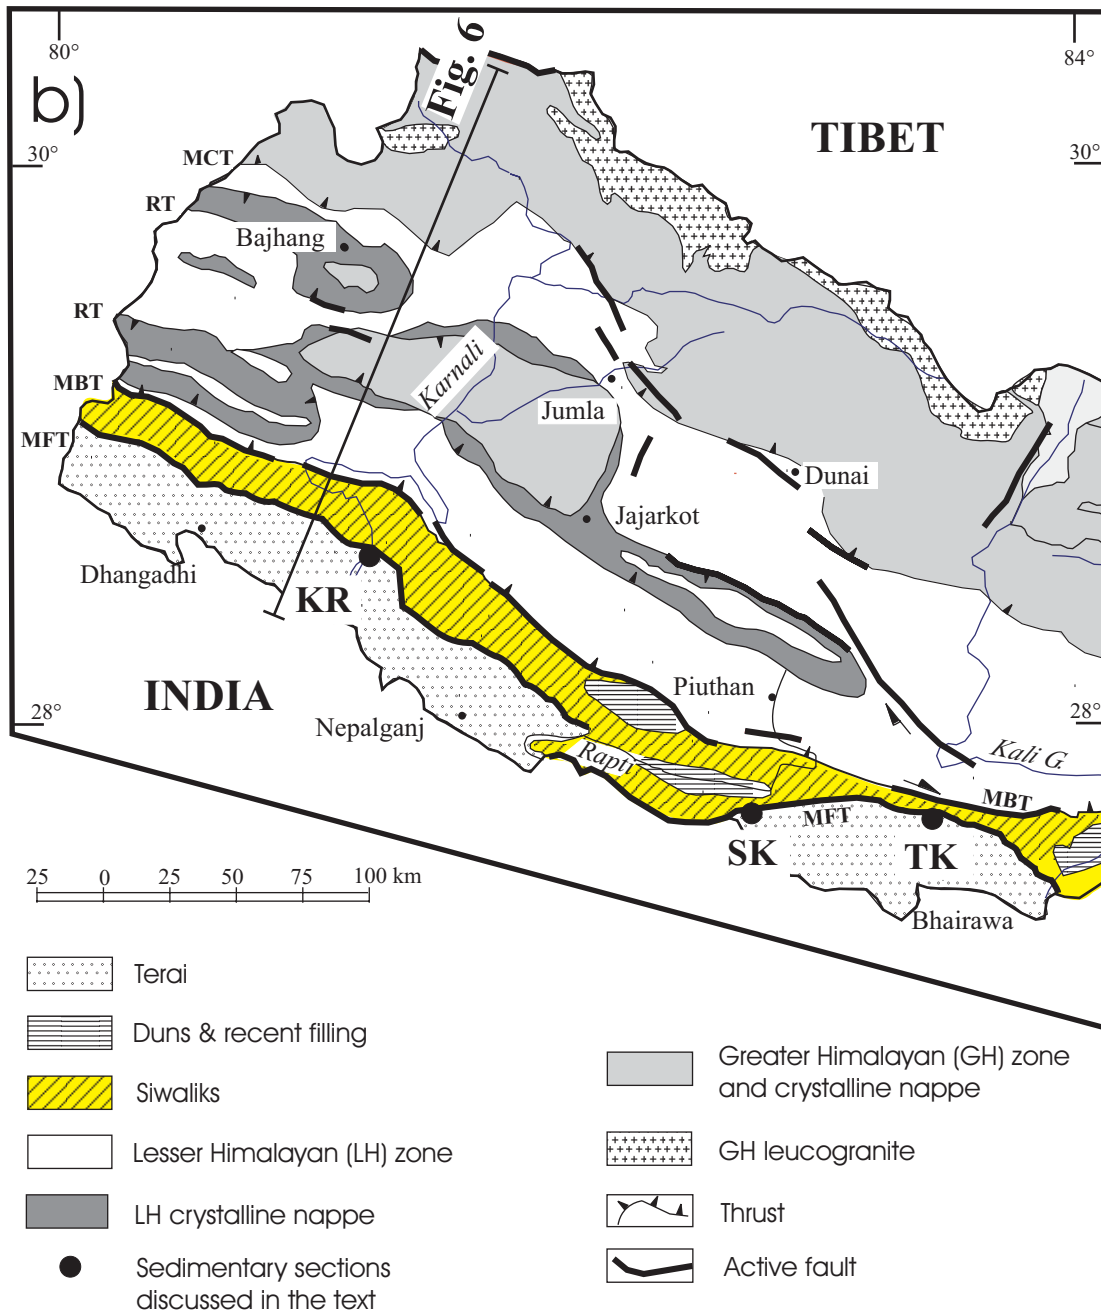 80°
84°
Fig. 6
b)
TIBET
MCT
30°
30°
RT
Bajhang
RT
Karnali
MBT
Jumla
MFT
Dunai
Jajarkot
Dhangadhi
KR
INDIA
Piuthan
28°
28°
Nepalganj
Rapti
Kali G.
MBT
MFT
SK
TK
Bhairawa
25 0 25 50 75 100 km
Terai
Duns & recent filling
Siwaliks
Lesser Himalayan (LH) zone
LH crystalline nappe
Sedimentary sections
discussed in the text
Greater Himalayan (GH) zone
and crystalline nappe
GH leucogranite
Thrust
Active fault